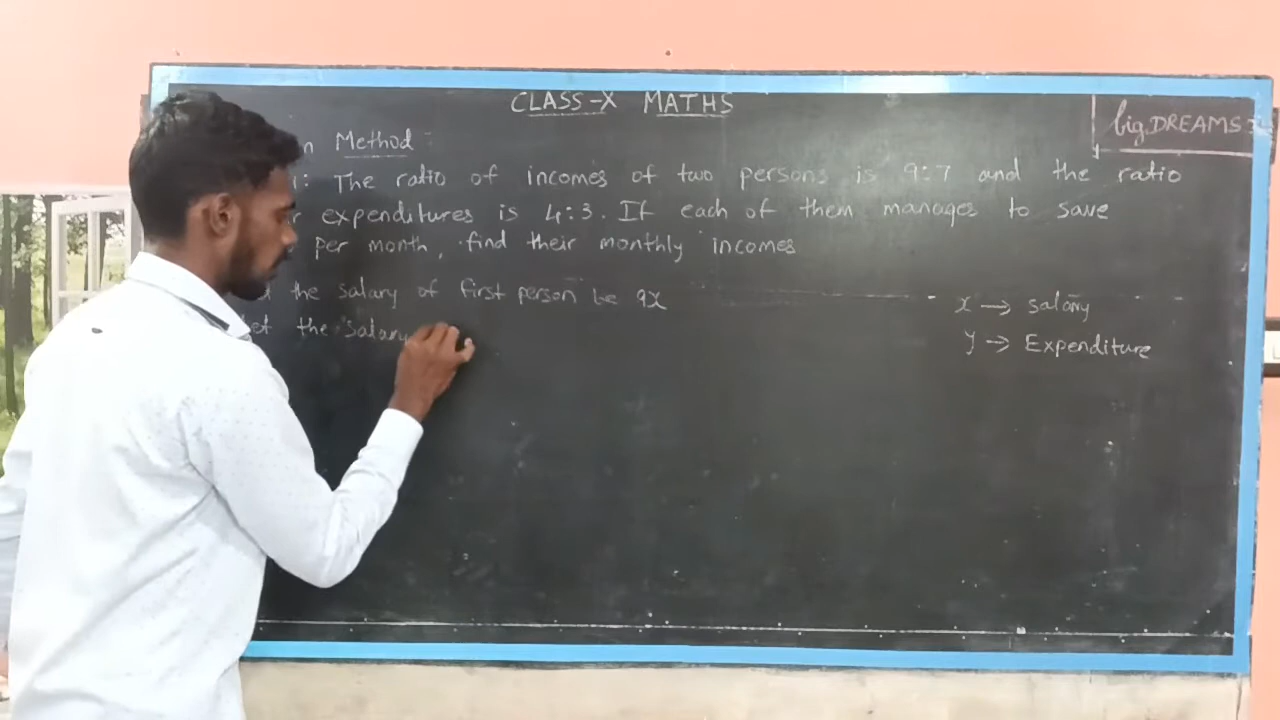 CLASS-X MATHS
big.DREAMS
Method:
1: The ratio of incomes of two persons is 9:7 and the ratio
expenditures is 4:3. If each of them manages to save
per month, find their monthly incomes
the salary of first person be 9x
Let the salary
x → salary
y → Expenditure